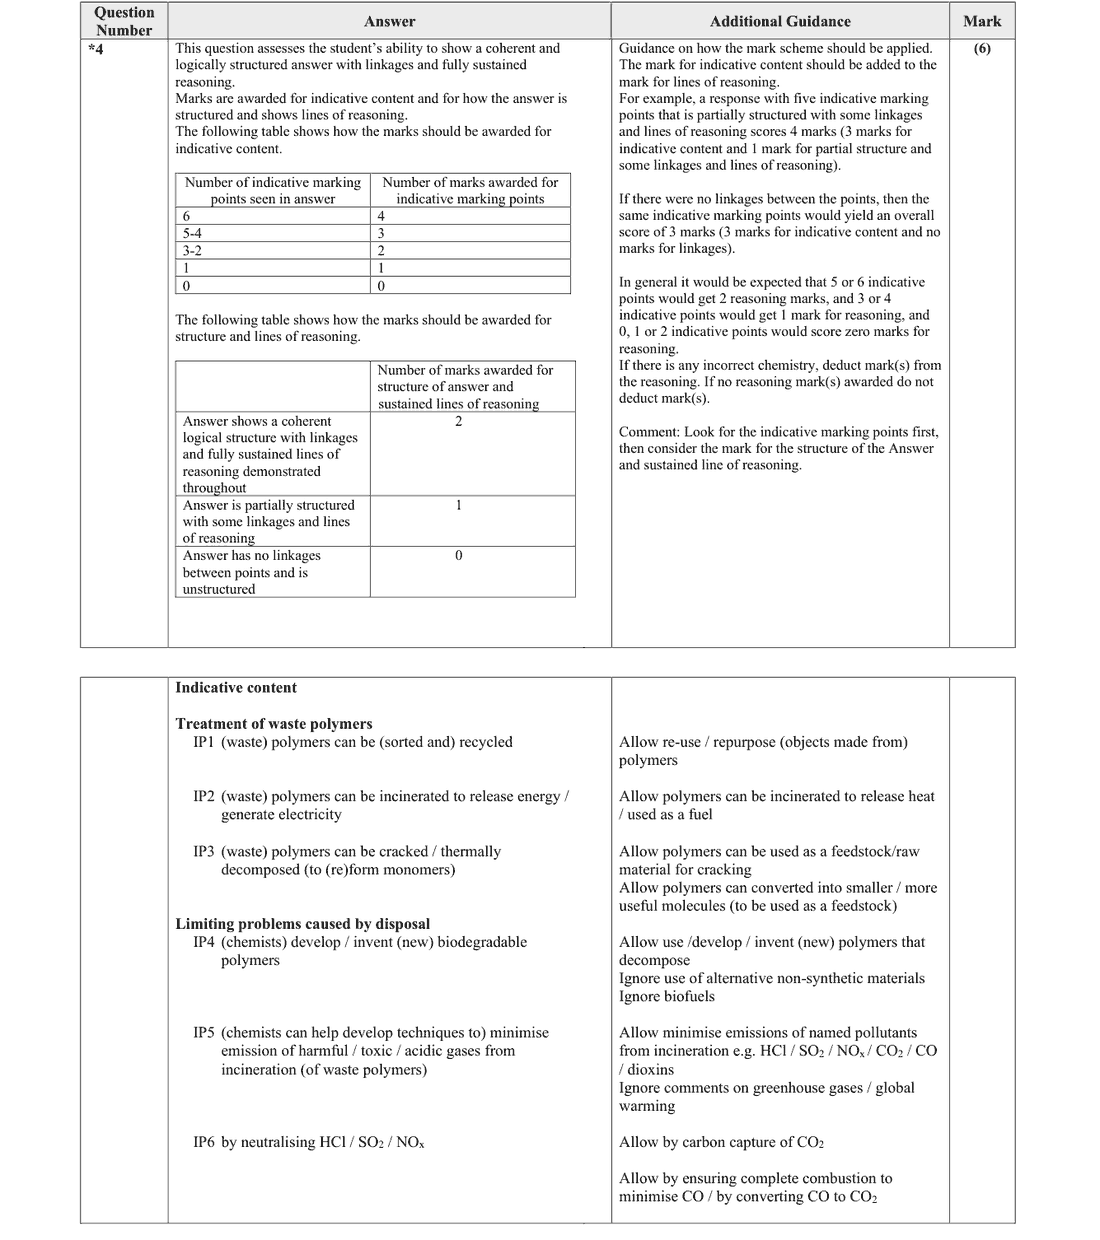 Question
Number
Answer
Additional Guidance
Mark
*4
This question assesses the student's ability to show a coherent and
logically structured answer with linkages and fully sustained
reasoning.
Marks are awarded for indicative content and for how the answer is
structured and shows lines of reasoning.
The following table shows how the marks should be awarded for
indicative content.
Number of indicative marking
points seen in answer
Number of marks awarded for
indicative marking points
6
4
5-4
3
3-2
2
1
1
0
0
The following table shows how the marks should be awarded for
structure and lines of reasoning.
Number of marks awarded for
structure of answer and
sustained lines of reasoning
Answer shows a coherent
logical structure with linkages
and fully sustained lines of
reasoning demonstrated
throughout
2
Answer is partially structured
with some linkages and lines
of reasoning
1
Answer has no linkages
between points and is
unstructured
0
Guidance on how the mark scheme should be applied.
The mark for indicative content should be added to the
mark for lines of reasoning.
For example, a response with five indicative marking
points that is partially structured with some linkages
and lines of reasoning scores 4 marks (3 marks for
indicative content and 1 mark for partial structure and
some linkages and lines of reasoning).
If there were no linkages between the points, then the
same indicative marking points would yield an overall
score of 3 marks (3 marks for indicative content and no
marks for linkages).
In general it would be expected that 5 or 6 indicative
points would get 2 reasoning marks, and 3 or 4
indicative points would get 1 mark for reasoning, and
0, 1 or 2 indicative points would score zero marks for
reasoning.
If there is any incorrect chemistry, deduct mark(s) from
the reasoning. If no reasoning mark(s) awarded do not
deduct mark(s).
Comment: Look for the indicative marking points first,
then consider the mark for the structure of the Answer
and sustained line of reasoning.
(6)
Indicative content
Treatment of waste polymers
IP1 (waste) polymers can be (sorted and) recycled
Allow re-use / repurpose (objects made from)
polymers
IP2 (waste) polymers can be incinerated to release energy /
generate electricity
Allow polymers can be incinerated to release heat
/ used as a fuel
IP3 (waste) polymers can be cracked / thermally
decomposed (to (re)form monomers)
Allow polymers can be used as a feedstock/raw
material for cracking
Allow polymers can converted into smaller / more
useful molecules (to be used as a feedstock)
Limiting problems caused by disposal
IP4 (chemists) develop / invent (new) biodegradable
polymers
Allow use /develop / invent (new) polymers that
decompose
Ignore use of alternative non-synthetic materials
Ignore biofuels
IP5 (chemists can help develop techniques to) minimise
emission of harmful / toxic / acidic gases from
incineration (of waste polymers)
Allow minimise emissions of named pollutants
from incineration e.g. HCl / SO₂ / NOₓ / CO₂ / CO
/ dioxins
Ignore comments on greenhouse gases / global
warming
IP6 by neutralising HCl / SO₂ / NOₓ
Allow by carbon capture of CO₂
Allow by ensuring complete combustion to
minimise CO / by converting CO to CO₂